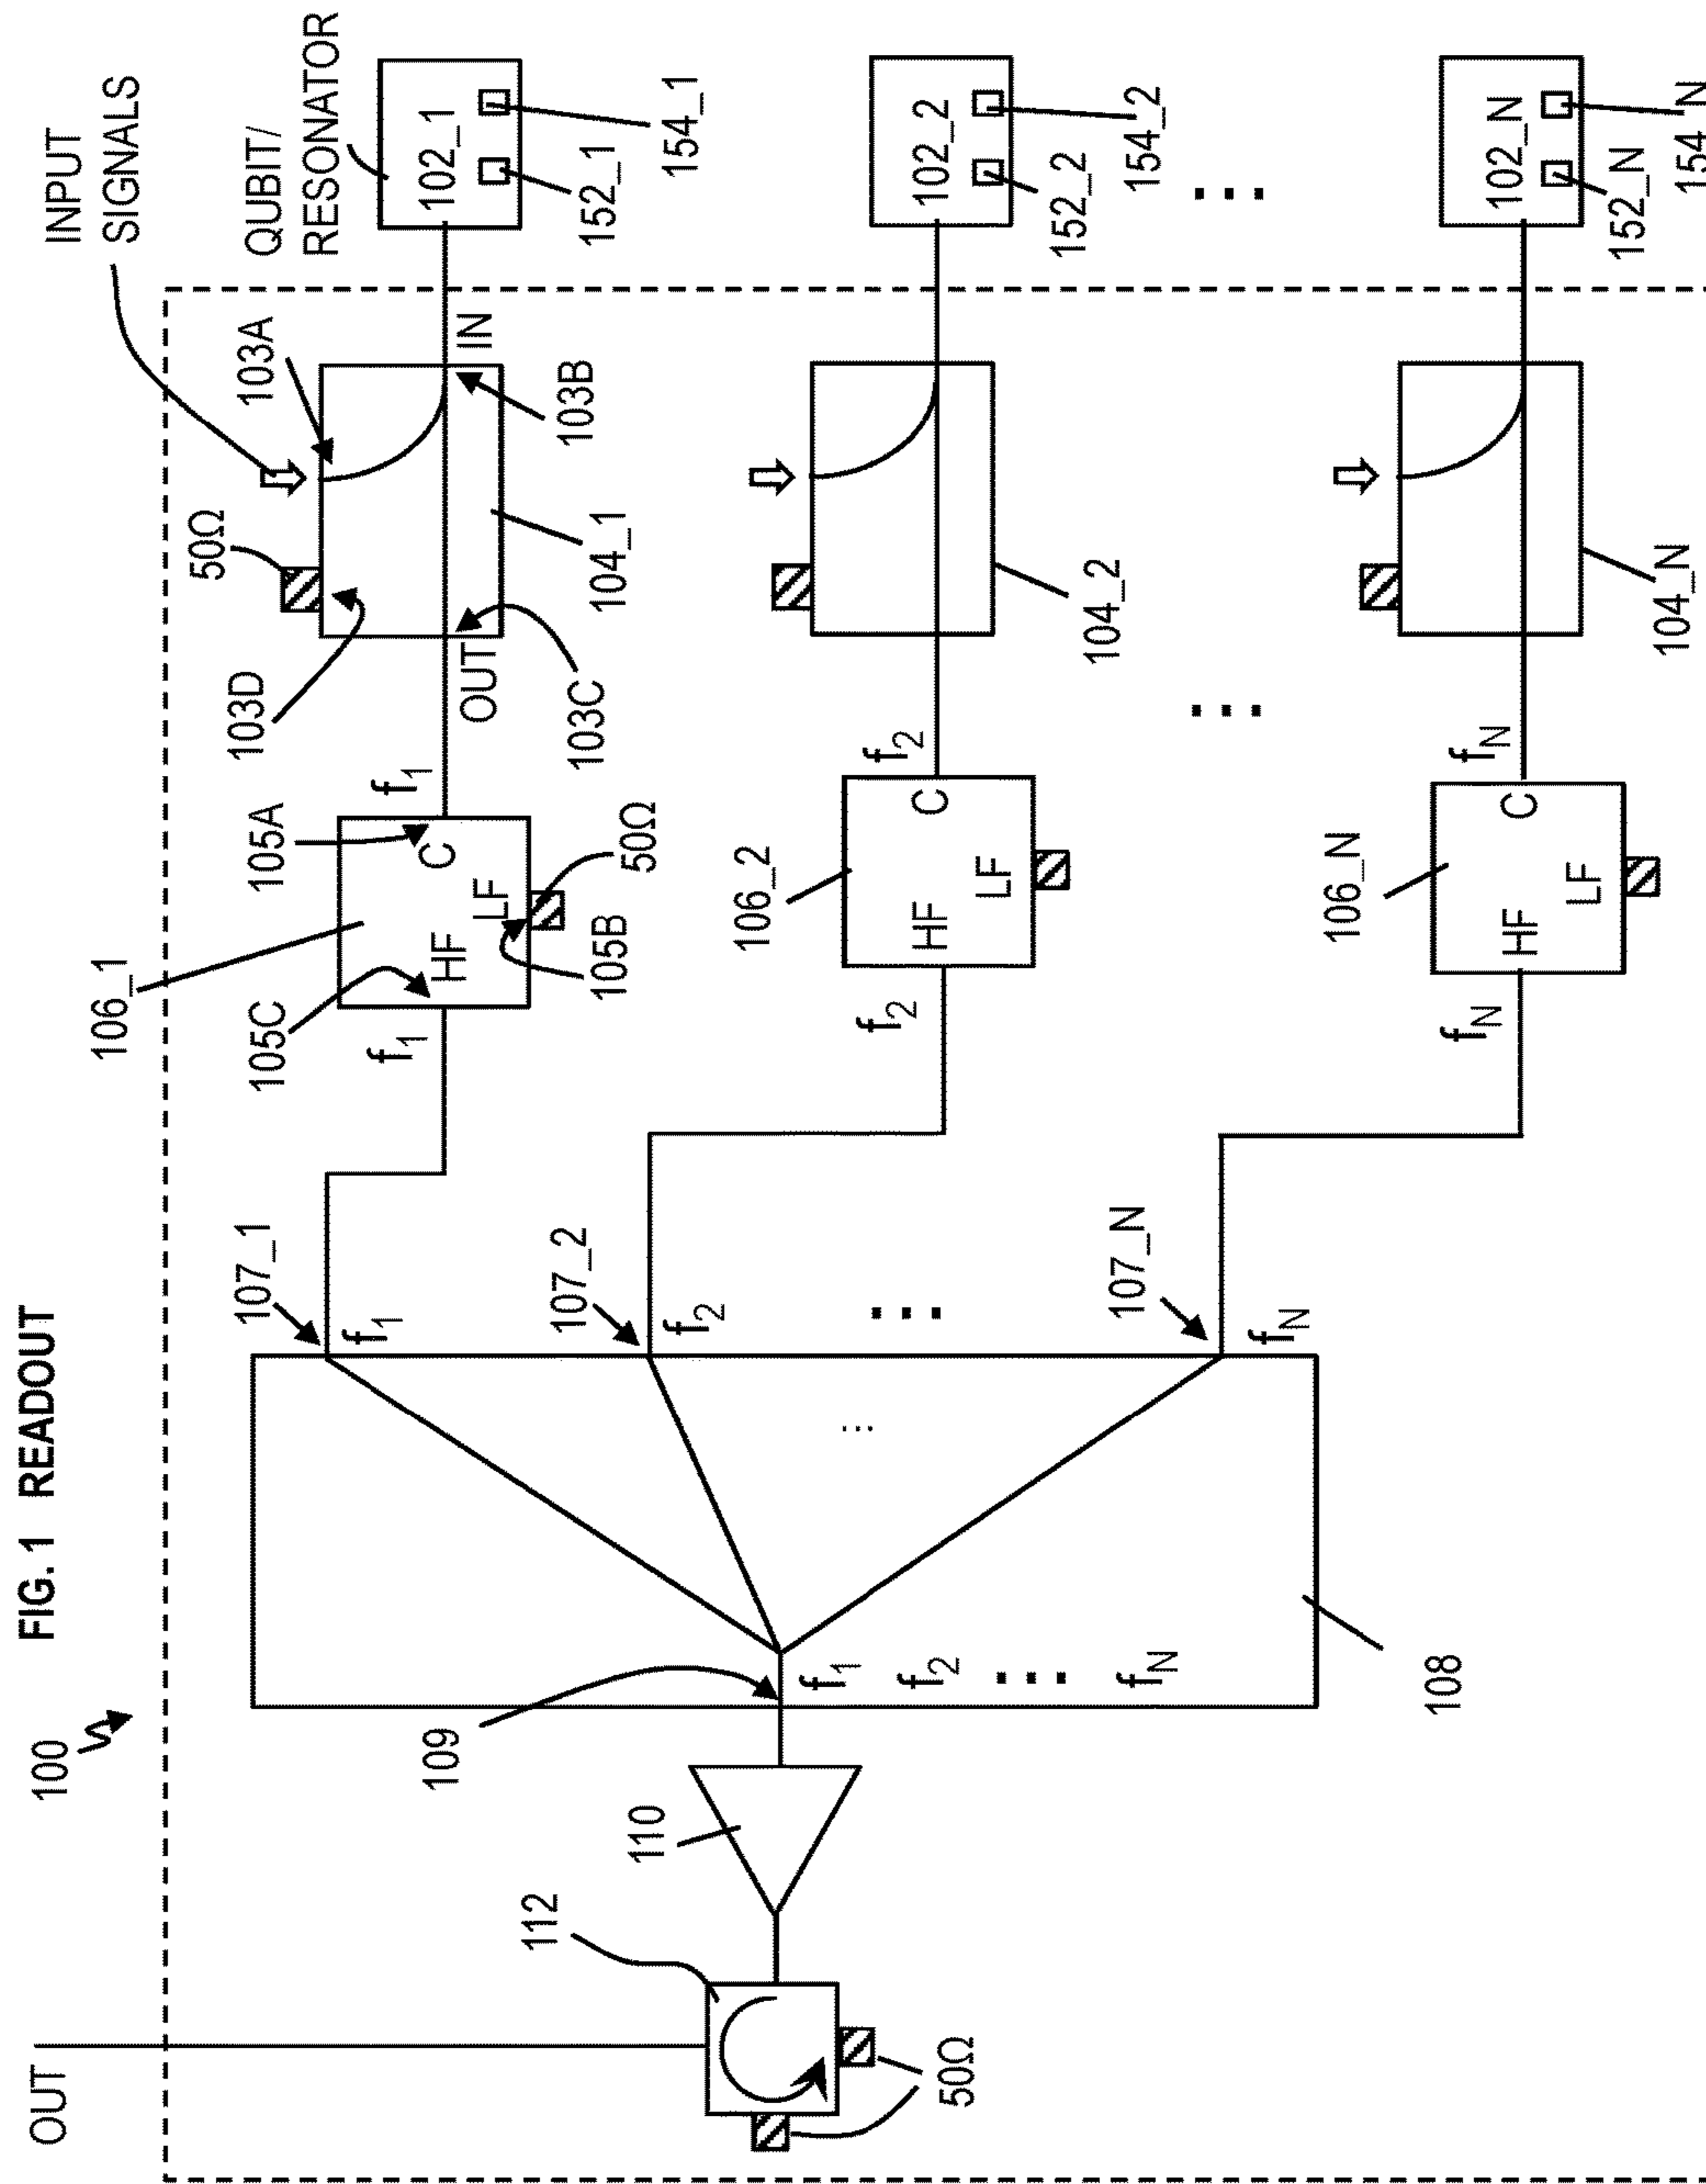 FIG. 1 READOUT
100
OUT
112
50Ω
110
109
108
f1
f2
...
fN
107_1
f1
107_2
f2
...
107_N
fN
106_1
105C
f1
HF
105A
C
LF
105B
50Ω
f1
106_2
f2
HF
C
LF
f2
106_N
fN
HF
C
LF
fN
...
103D
50Ω
OUT
103C
104_1
103A
IN
103B
104_2
104_N
INPUT
SIGNALS
QUBIT/
RESONATOR
102_1
152_1
154_1
102_2
152_2
154_2
...
102_N
152_N
154_N